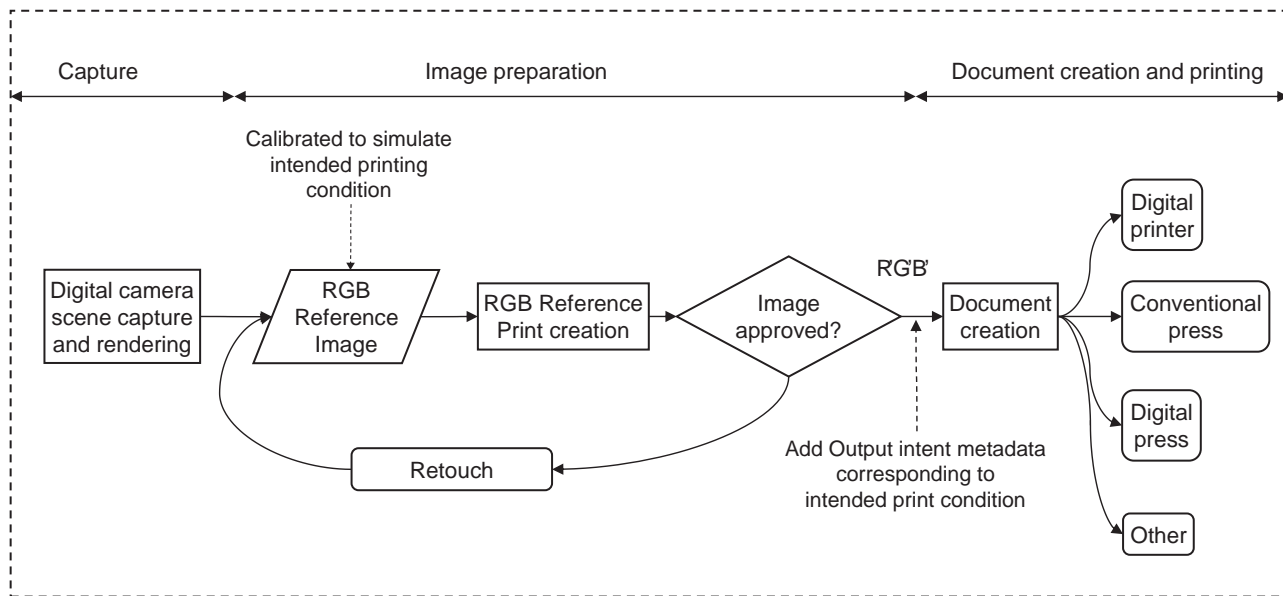 Capture
Image preparation
Document creation and printing
Calibrated to simulate
intended printing
condition
Digital camera
scene capture
and rendering
RGB
Reference
Image
RGB Reference
Print creation
Image
approved?
R'G'B'
Document
creation
Digital
printer
Conventional
press
Digital
press
Other
Retouch
Add Output intent metadata
corresponding to
intended print condition